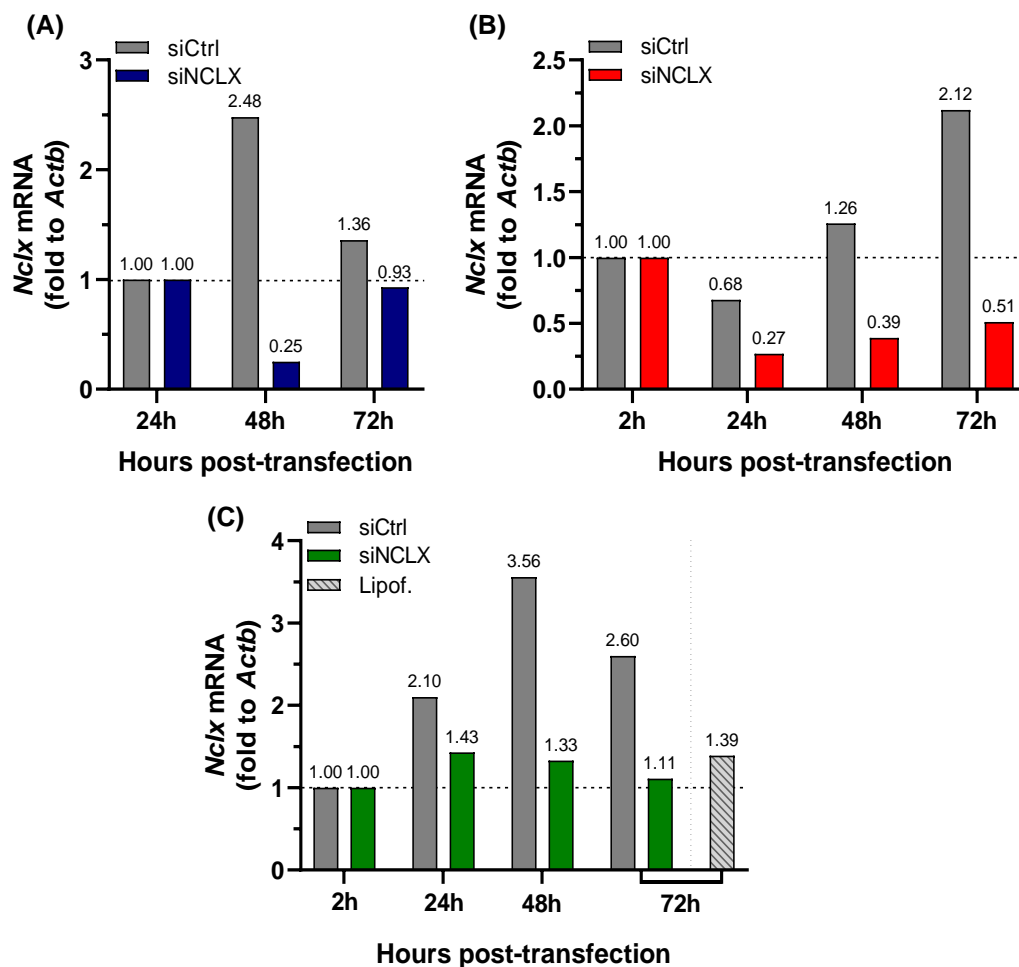 (A)
siCtrl
siNCLX
Nclx mRNA
(fold to Actb)
3
2
1
0
1.00
1.00
2.48
0.25
1.36
0.93
24h
48h
72h
Hours post-transfection
(B)
siCtrl
siNCLX
Nclx mRNA
(fold to Actb)
2.5
2.0
1.5
1.0
0.5
0.0
1.00
1.00
0.68
0.27
1.26
0.39
2.12
0.51
2h
24h
48h
72h
Hours post-transfection
(C)
siCtrl
siNCLX
Lipof.
Nclx mRNA
(fold to Actb)
4
3
2
1
0
1.00
1.00
2.10
1.43
3.56
1.33
2.60
1.11
1.39
2h
24h
48h
72h
Hours post-transfection